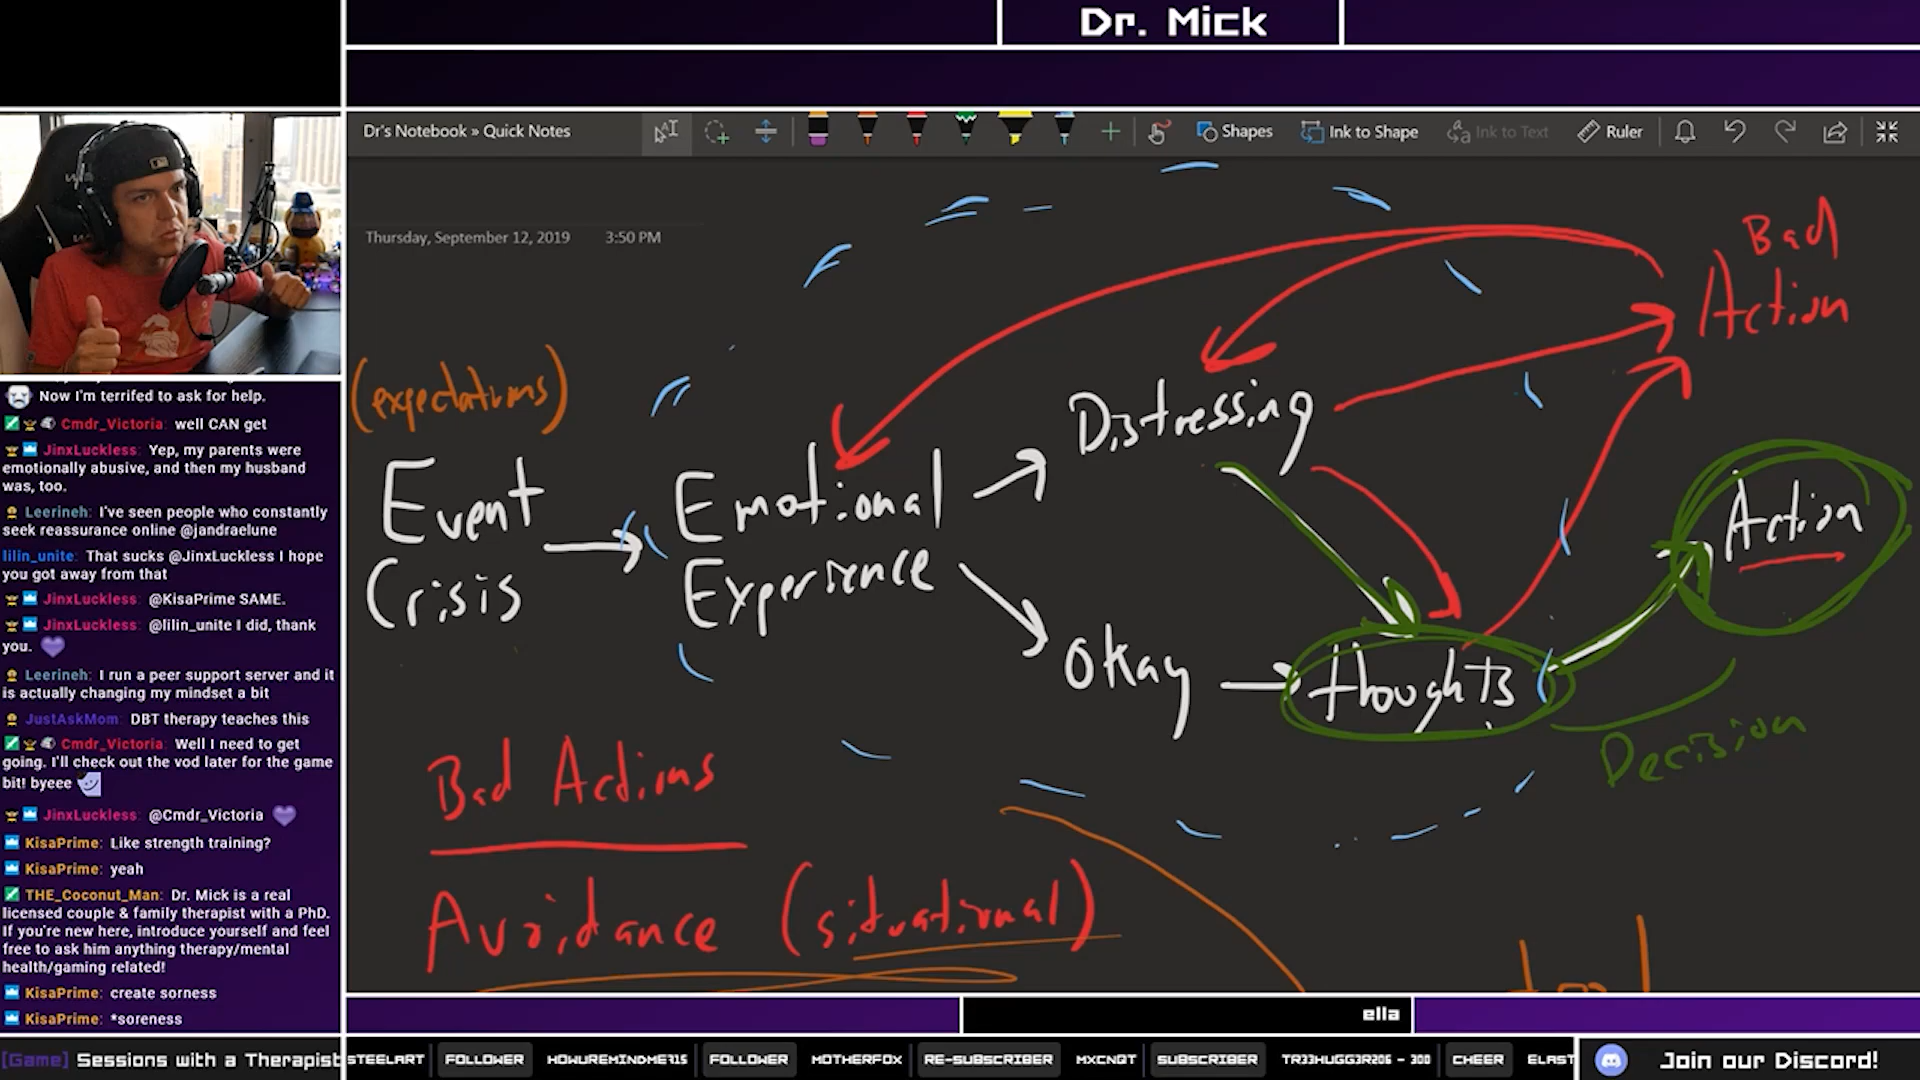 Dr. Mick
Dr's Notebook » Quick Notes
Shapes
Ink to Shape
Ink to Text
Ruler
Thursday, September 12, 2019 3:50 PM
Bad
Action
(expectations)
Event
Crisis
Emotional
Experience
Distressing
Okay
thoughts
Action
Decision
Bad Actions
Avoidance (situational)
Now I'm terrifed to ask for help.
Cmdr_Victoria: well CAN get
JinxLuckless: Yep, my parents were
emotionally abusive, and then my husband
was, too.
Leerineh: I've seen people who constantly
seek reassurance online @jandraelune
lilin_unite: That sucks @JinxLuckless I hope
you got away from that
JinxLuckless: @KisaPrime SAME.
JinxLuckless: @lilin_unite I did, thank
you.
Leerineh: I run a peer support server and it
is actually changing my mindset a bit
JustAskMom: DBT therapy teaches this
Cmdr_Victoria: Well I need to get
going. I'll check out the vod later for the game
bit! byeee
JinxLuckless: @Cmdr_Victoria
KisaPrime: Like strength training?
KisaPrime: yeah
THE_Coconut_Man: Dr. Mick is a real
licensed couple & family therapist with a PhD.
If you're new here, introduce yourself and feel
free to ask him anything therapy/mental
health/gaming related!
KisaPrime: create sorness
KisaPrime: *soreness
ella
[Game] Sessions with a Therapist
STEELART FOLLOWER HOWUREMINDME715 FOLLOWER MOTHERFOX RE-SUBSCRIBER MXCNQT SUBSCRIBER TR33HUGG3R206 - 300 CHEER ELAST
Join our Discord!